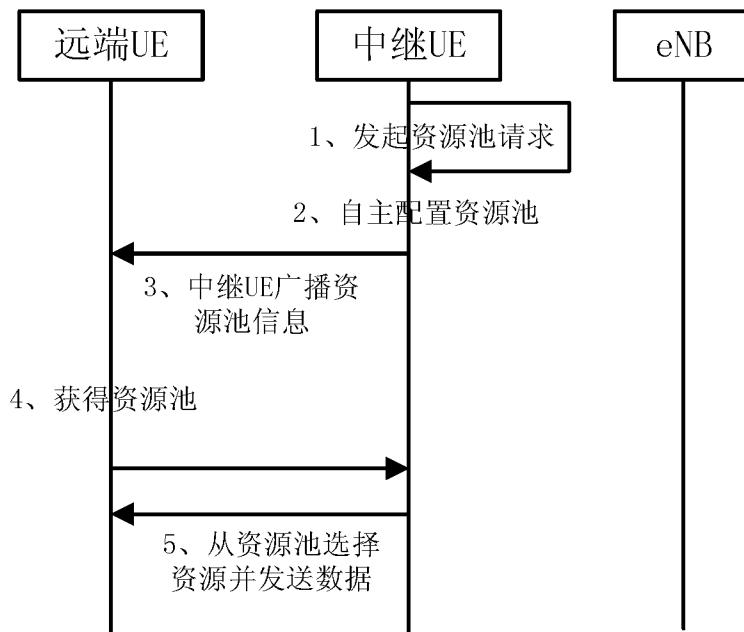 远端UE
中继UE
eNB
1、发起资源池请求
2、自主配置资源池
3、中继UE广播资
源池信息
4、获得资源池
5、从资源池选择
资源并发送数据